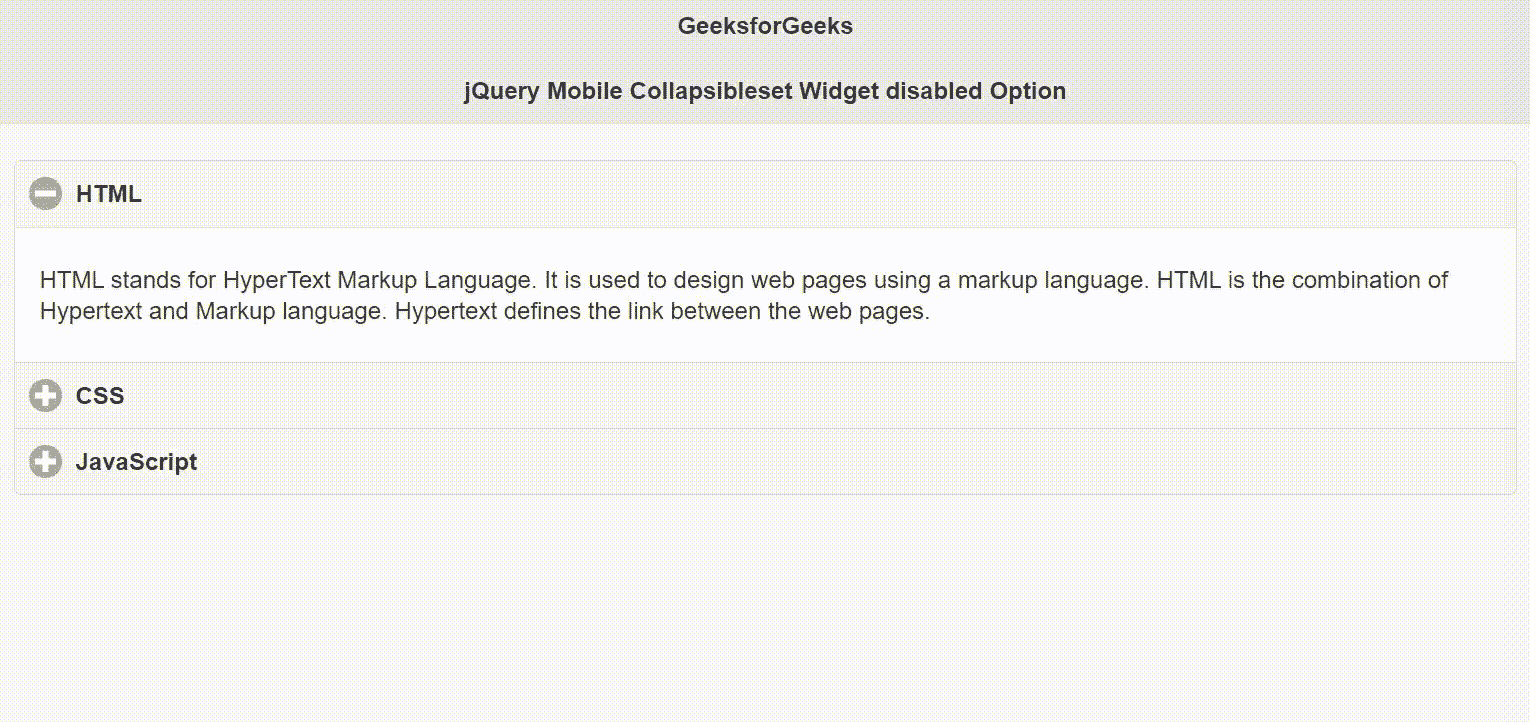 GeeksforGeeks
jQuery Mobile Collapsibleset Widget disabled Option
HTML
HTML stands for HyperText Markup Language. It is used to design web pages using a markup language. HTML is the combination of
Hypertext and Markup language. Hypertext defines the link between the web pages.
CSS
JavaScript